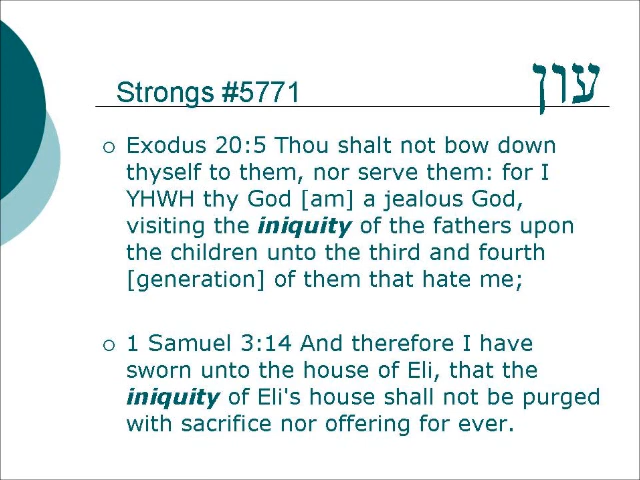 Strongs #5771 עון
Exodus 20:5 Thou shalt not bow down
thyself to them, nor serve them: for I
YHWH thy God [am] a jealous God,
visiting the iniquity of the fathers upon
the children unto the third and fourth
[generation] of them that hate me;
1 Samuel 3:14 And therefore I have
sworn unto the house of Eli, that the
iniquity of Eli's house shall not be purged
with sacrifice nor offering for ever.